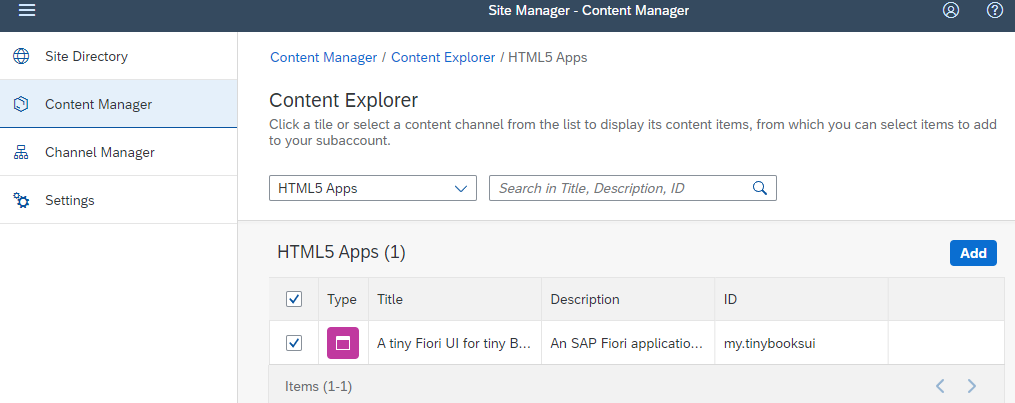 Site Manager - Content Manager
Site Directory
Content Manager
Channel Manager
Settings
Content Manager / Content Explorer / HTML5 Apps
Content Explorer
Click a tile or select a content channel from the list to display its content items, from which you can select items to add
to your subaccount.
HTML5 Apps
Search in Title, Description, ID
HTML5 Apps (1)
Add
Type Title Description ID
A tiny Fiori UI for tiny B... An SAP Fiori applicatio... my.tinybooksui
Items (1-1)